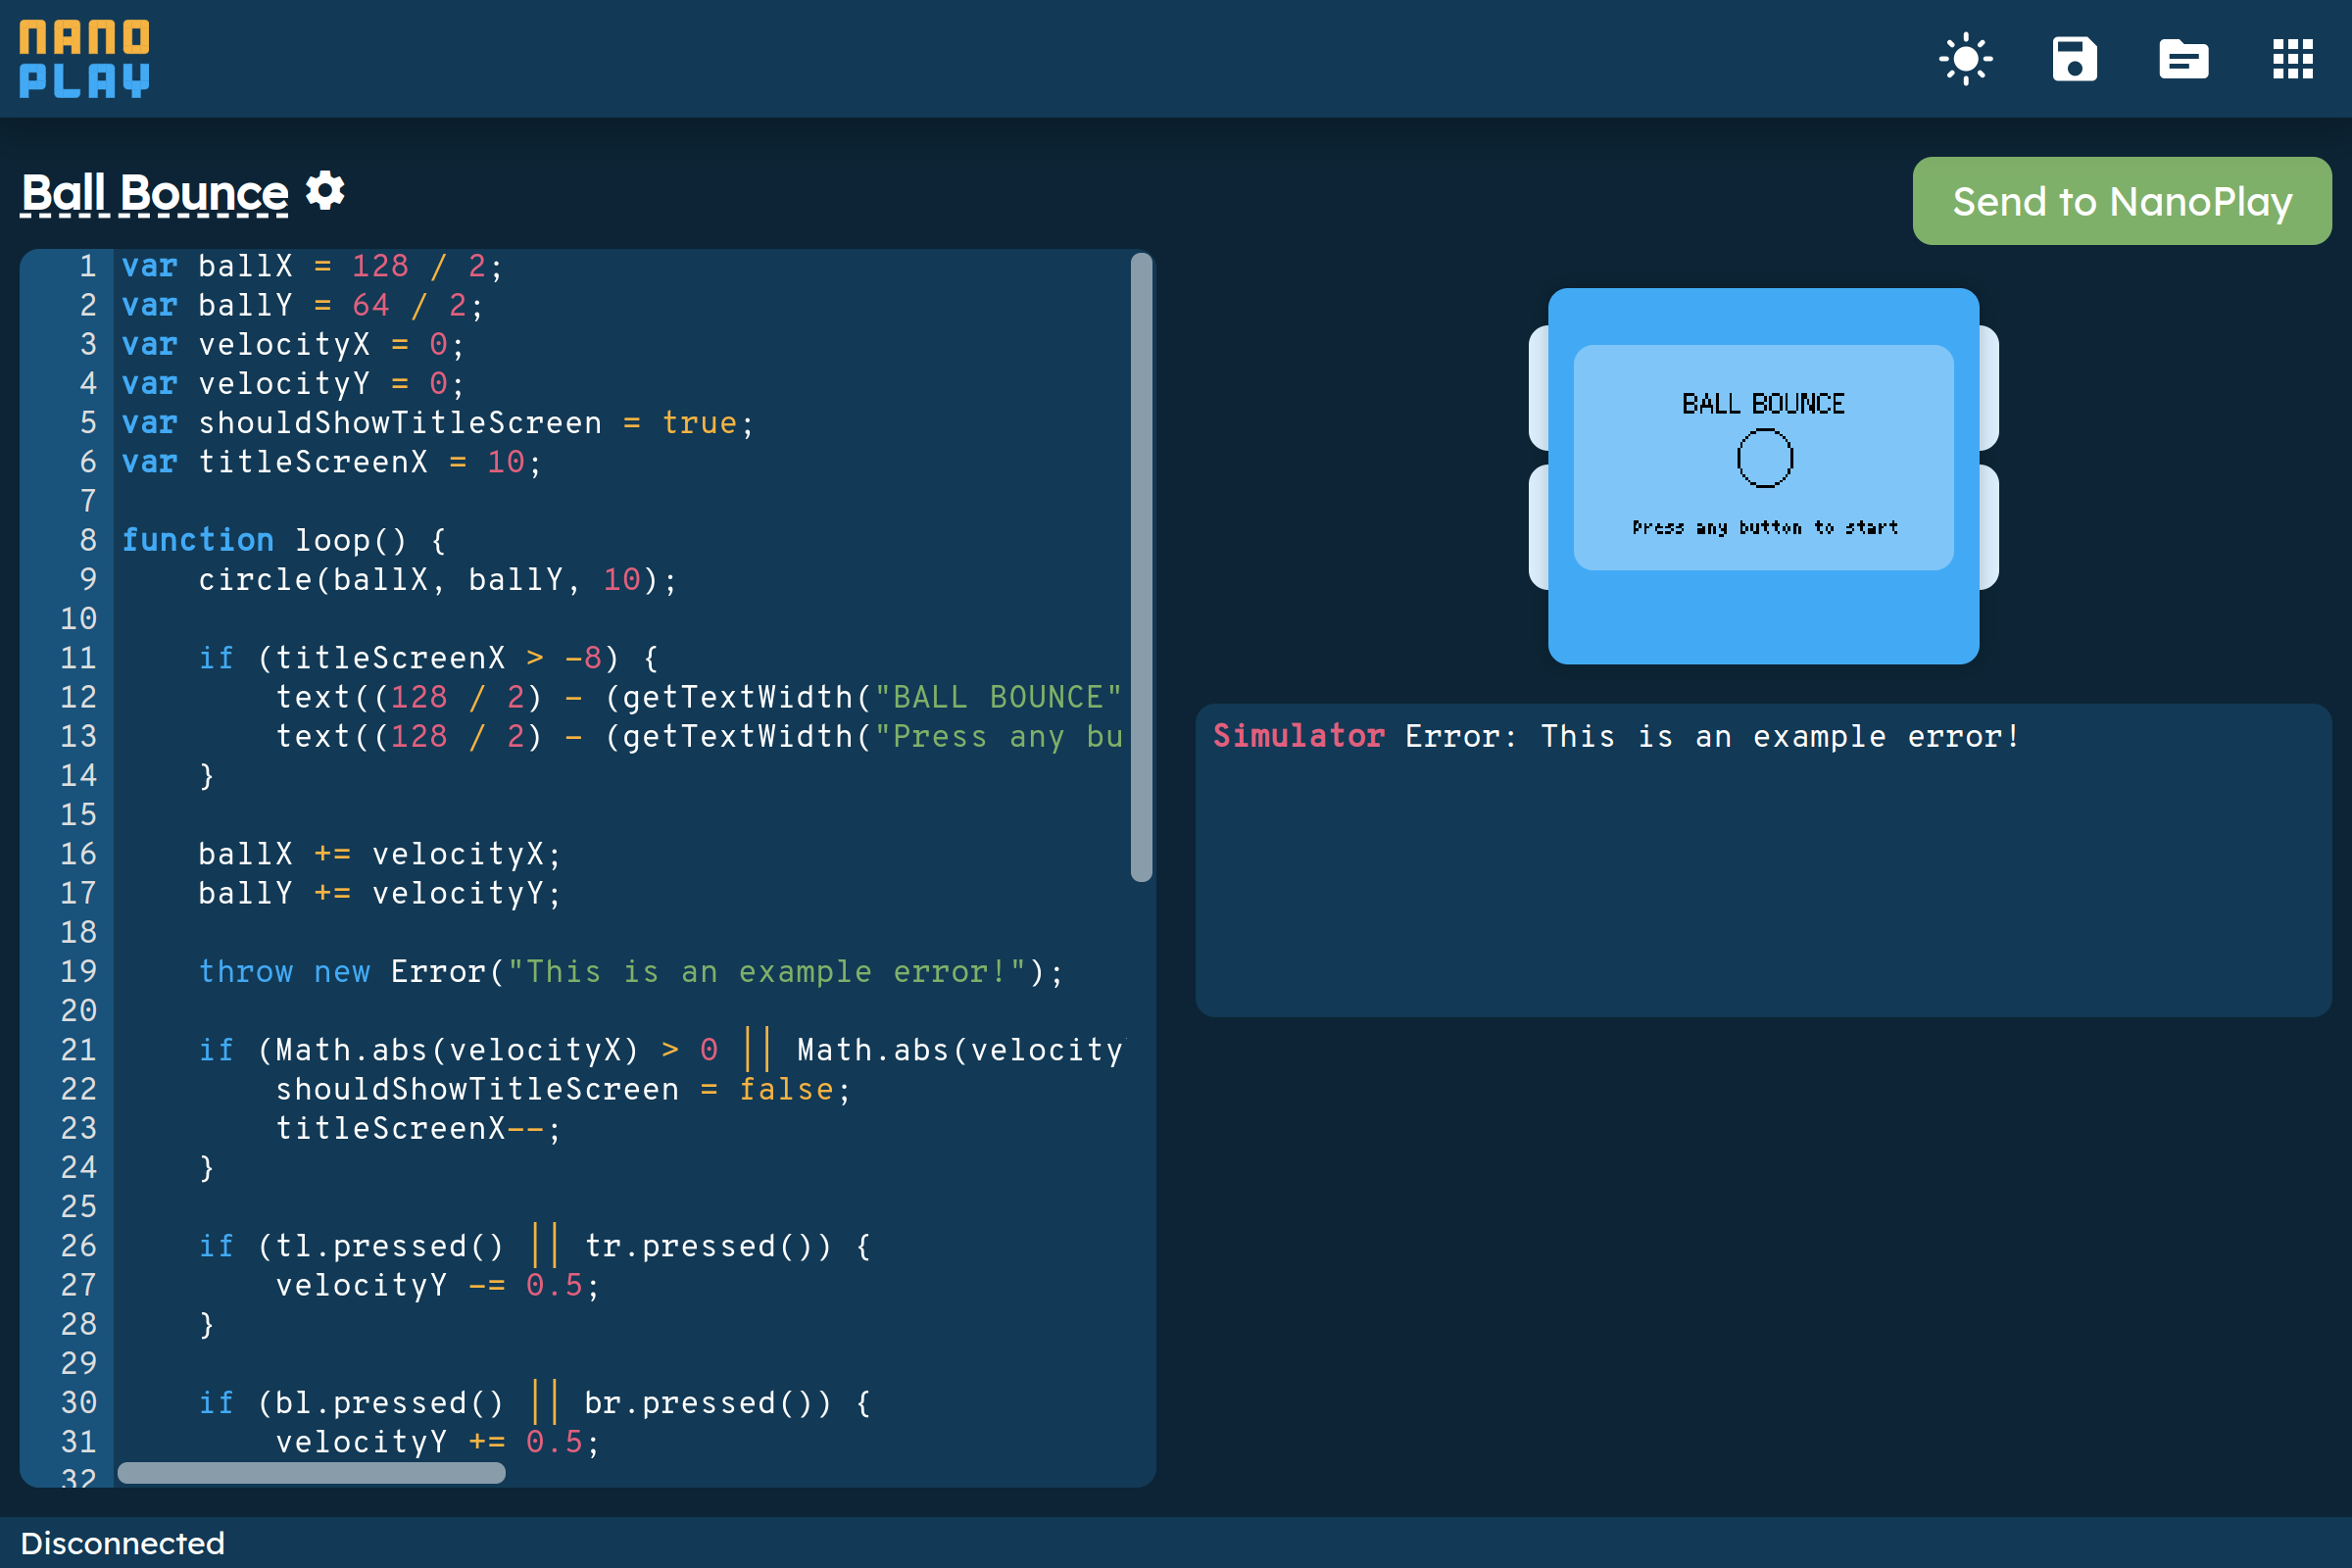 NANO
PLAY
Ball Bounce
Send to NanoPlay
1 var ballX = 128 / 2;
2 var ballY = 64 / 2;
3 var velocityX = 0;
4 var velocityY = 0;
5 var shouldShowTitleScreen = true;
6 var titleScreenX = 10;
7
8 function loop() {
9     circle(ballX, ballY, 10);
10
11     if (titleScreenX > -8) {
12         text((128 / 2) - (getTextWidth("BALL BOUNCE"
13         text((128 / 2) - (getTextWidth("Press any bu
14     }
15
16     ballX += velocityX;
17     ballY += velocityY;
18
19     throw new Error("This is an example error!");
20
21     if (Math.abs(velocityX) > 0 || Math.abs(velocity
22         shouldShowTitleScreen = false;
23         titleScreenX--;
24     }
25
26     if (tl.pressed() || tr.pressed()) {
27         velocityY -= 0.5;
28     }
29
30     if (bl.pressed() || br.pressed()) {
31         velocityY += 0.5;
32
BALL BOUNCE
Press any button to start
Simulator Error: This is an example error!
Disconnected